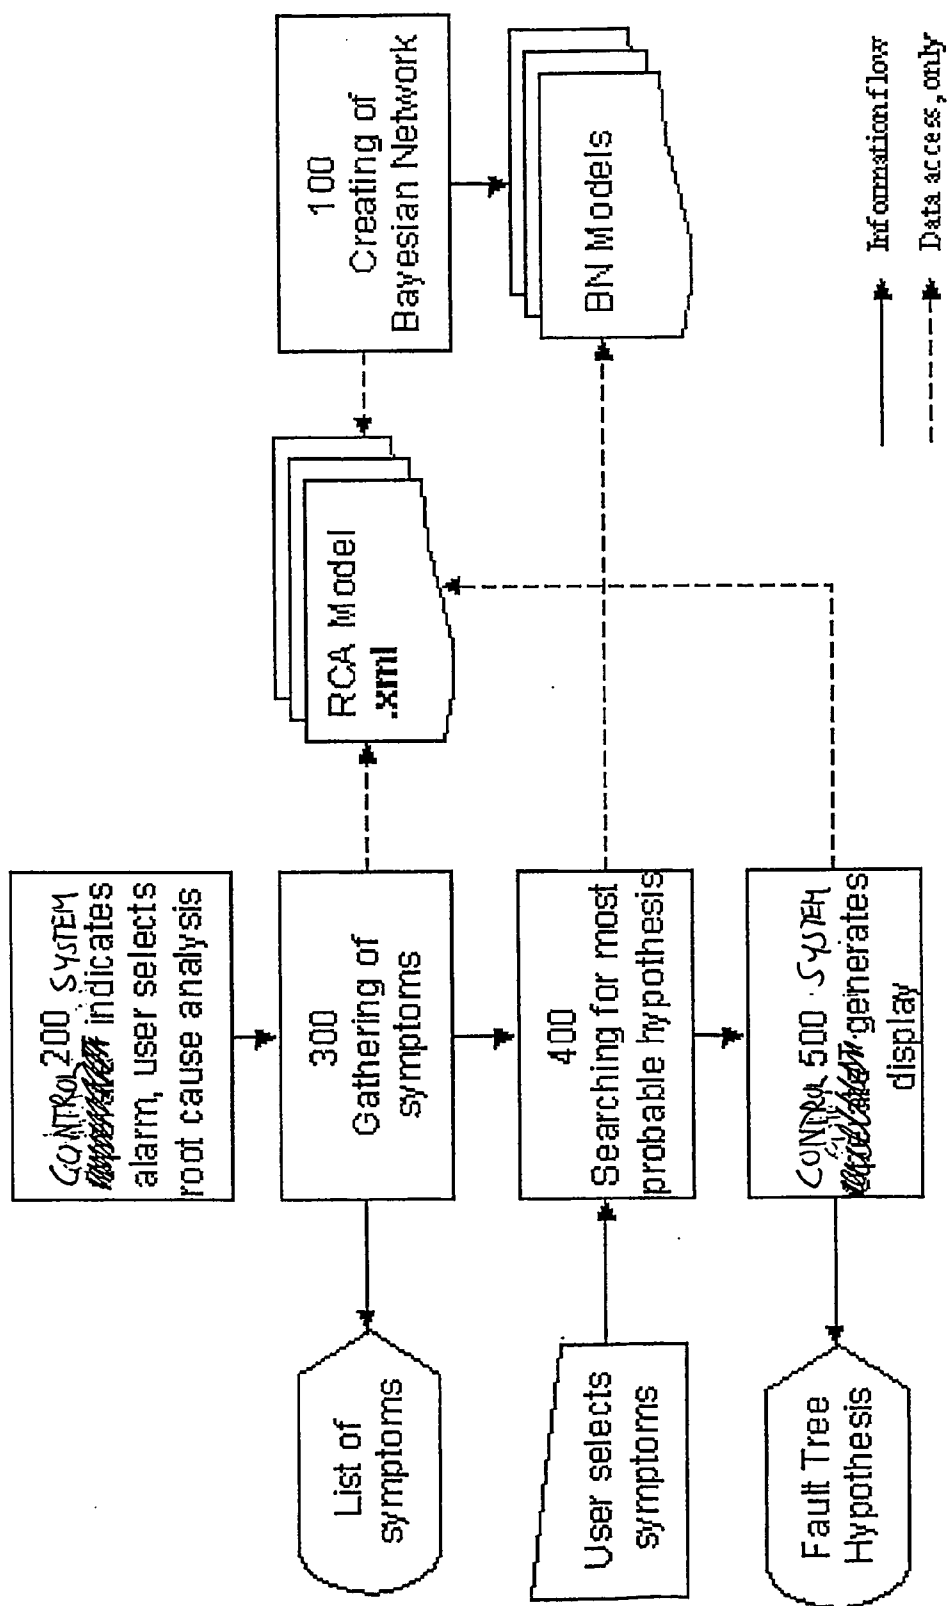 CONTROL 200 SYSTEM
indicates
alarm, user selects
root cause analysis
300
Gathering of
symptoms
List of
symptoms
400
Searching for most
probable hypothesis
User selects
symptoms
CONTROL 500 SYSTEM
generates
display
Fault Tree
Hypothesis
RCA Model
.xml
100
Creating of
Bayesian Network
BN Models
Information flow
Data access, only